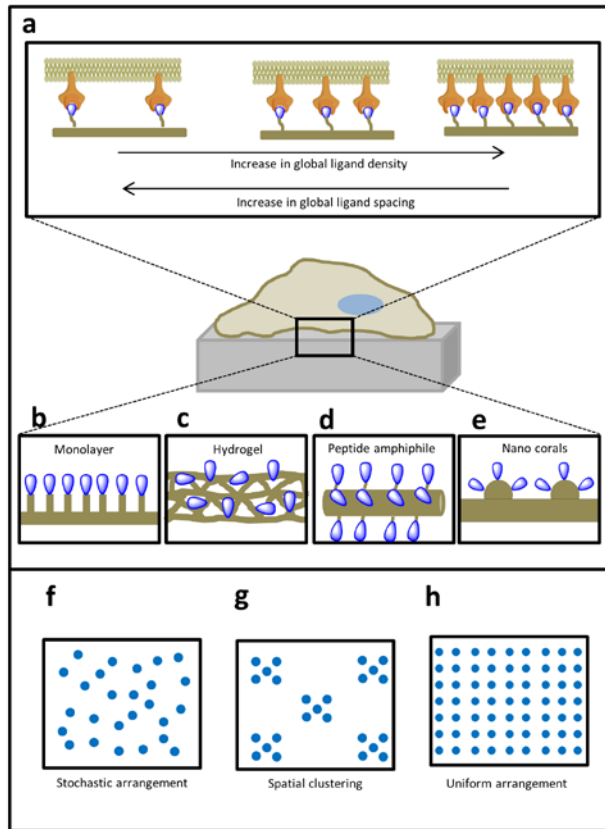 a
Increase in global ligand density
Increase in global ligand spacing
b
c
d
e
Monolayer
Hydrogel
Peptide amphiphile
Nano corals
f
g
h
Stochastic arrangement
Spatial clustering
Uniform arrangement